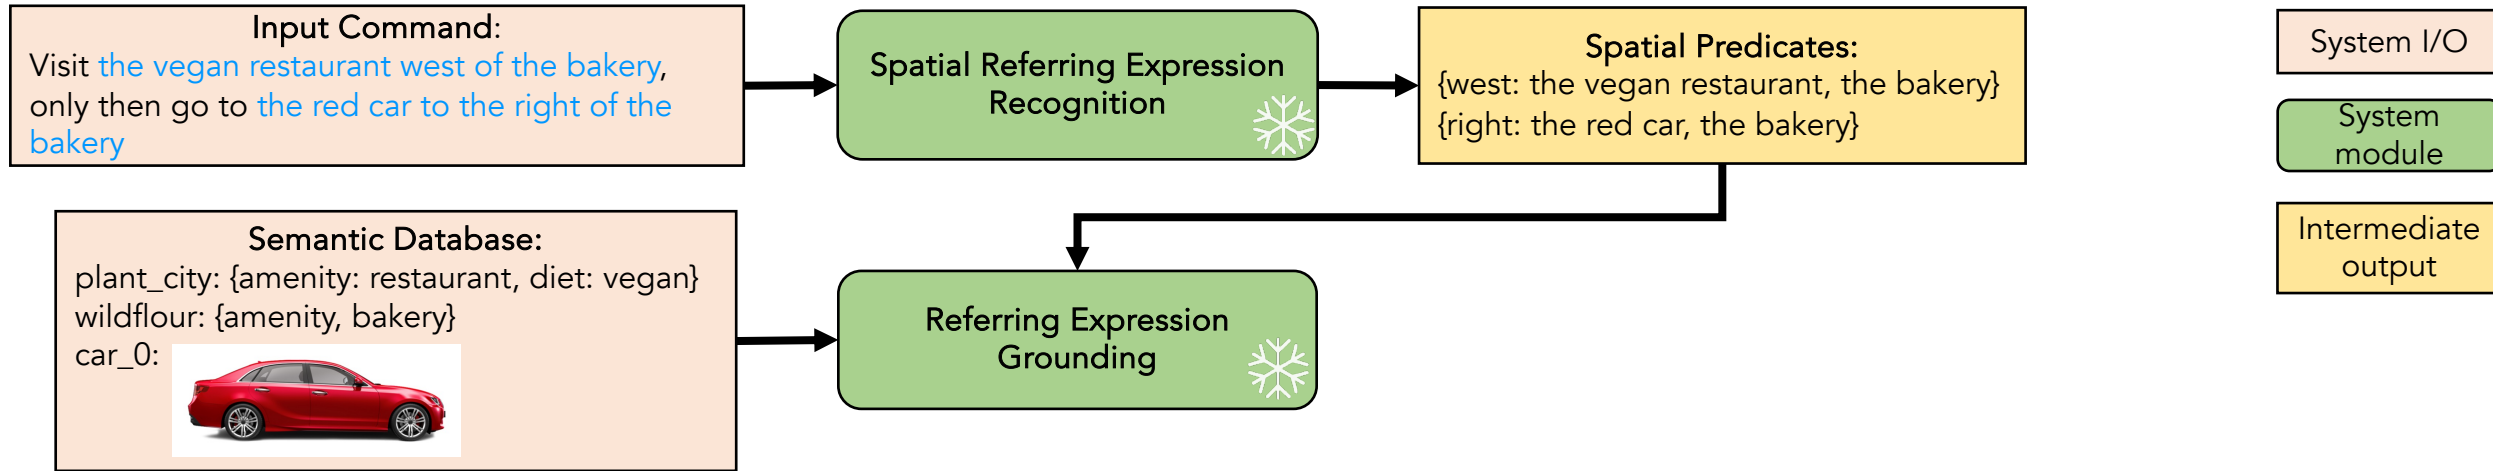 Input Command:
Visit the vegan restaurant west of the bakery,
only then go to the red car to the right of the
bakery
Spatial Referring Expression
Recognition
Spatial Predicates:
{west: the vegan restaurant, the bakery}
{right: the red car, the bakery}
System I/O
System
module
Intermediate
output
Semantic Database:
plant_city: {amenity: restaurant, diet: vegan}
wildflour: {amenity, bakery}
car_0:
Referring Expression
Grounding